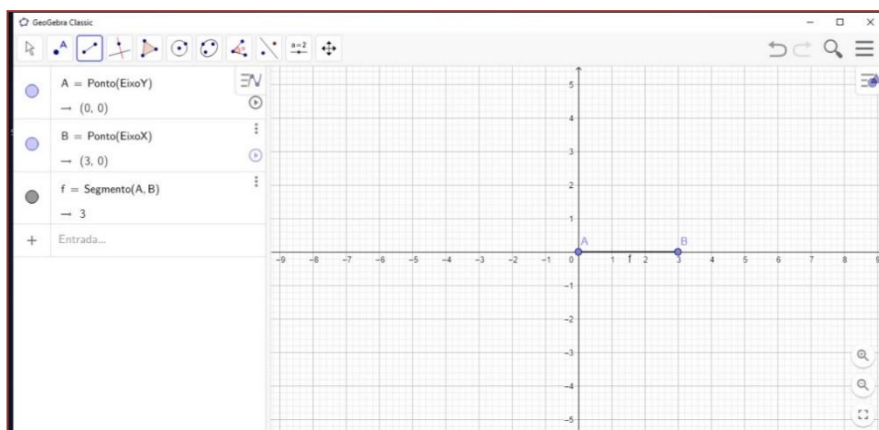 GeoGebra Classic
a=2
A = Ponto(EixoY)
→ (0, 0)
B = Ponto(EixoX)
→ (3, 0)
f = Segmento(A, B)
→ 3
+ Entrada...
5
4
3
2
1
A B
−9 −8 −7 −6 −5 −4 −3 −2 −1 0 1 f 2 3 4 5 6 7 8 9
−1
−2
−3
−4
−5